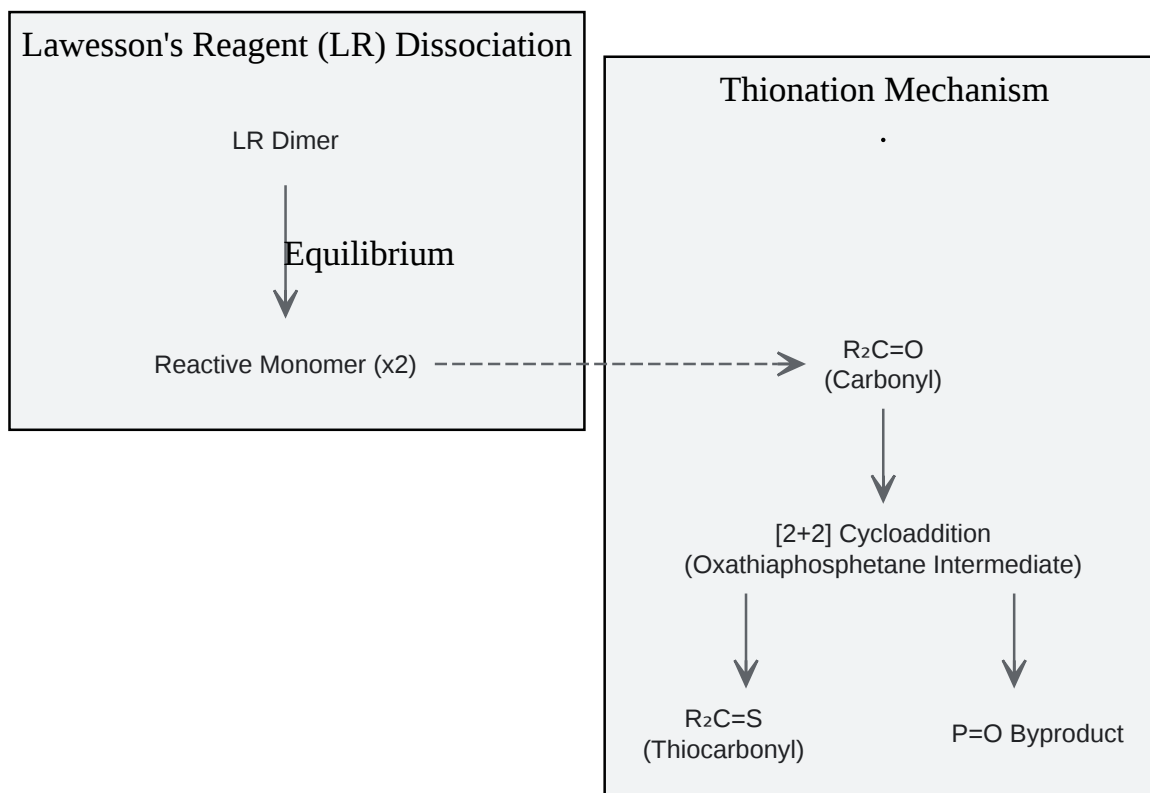 Lawesson's Reagent (LR) Dissociation
LR Dimer
Equilibrium
Reactive Monomer (x2)
Thionation Mechanism
.
R₂C=O
(Carbonyl)
[2+2] Cycloaddition
(Oxathiaphosphetane Intermediate)
R₂C=S
(Thiocarbonyl)
P=O Byproduct